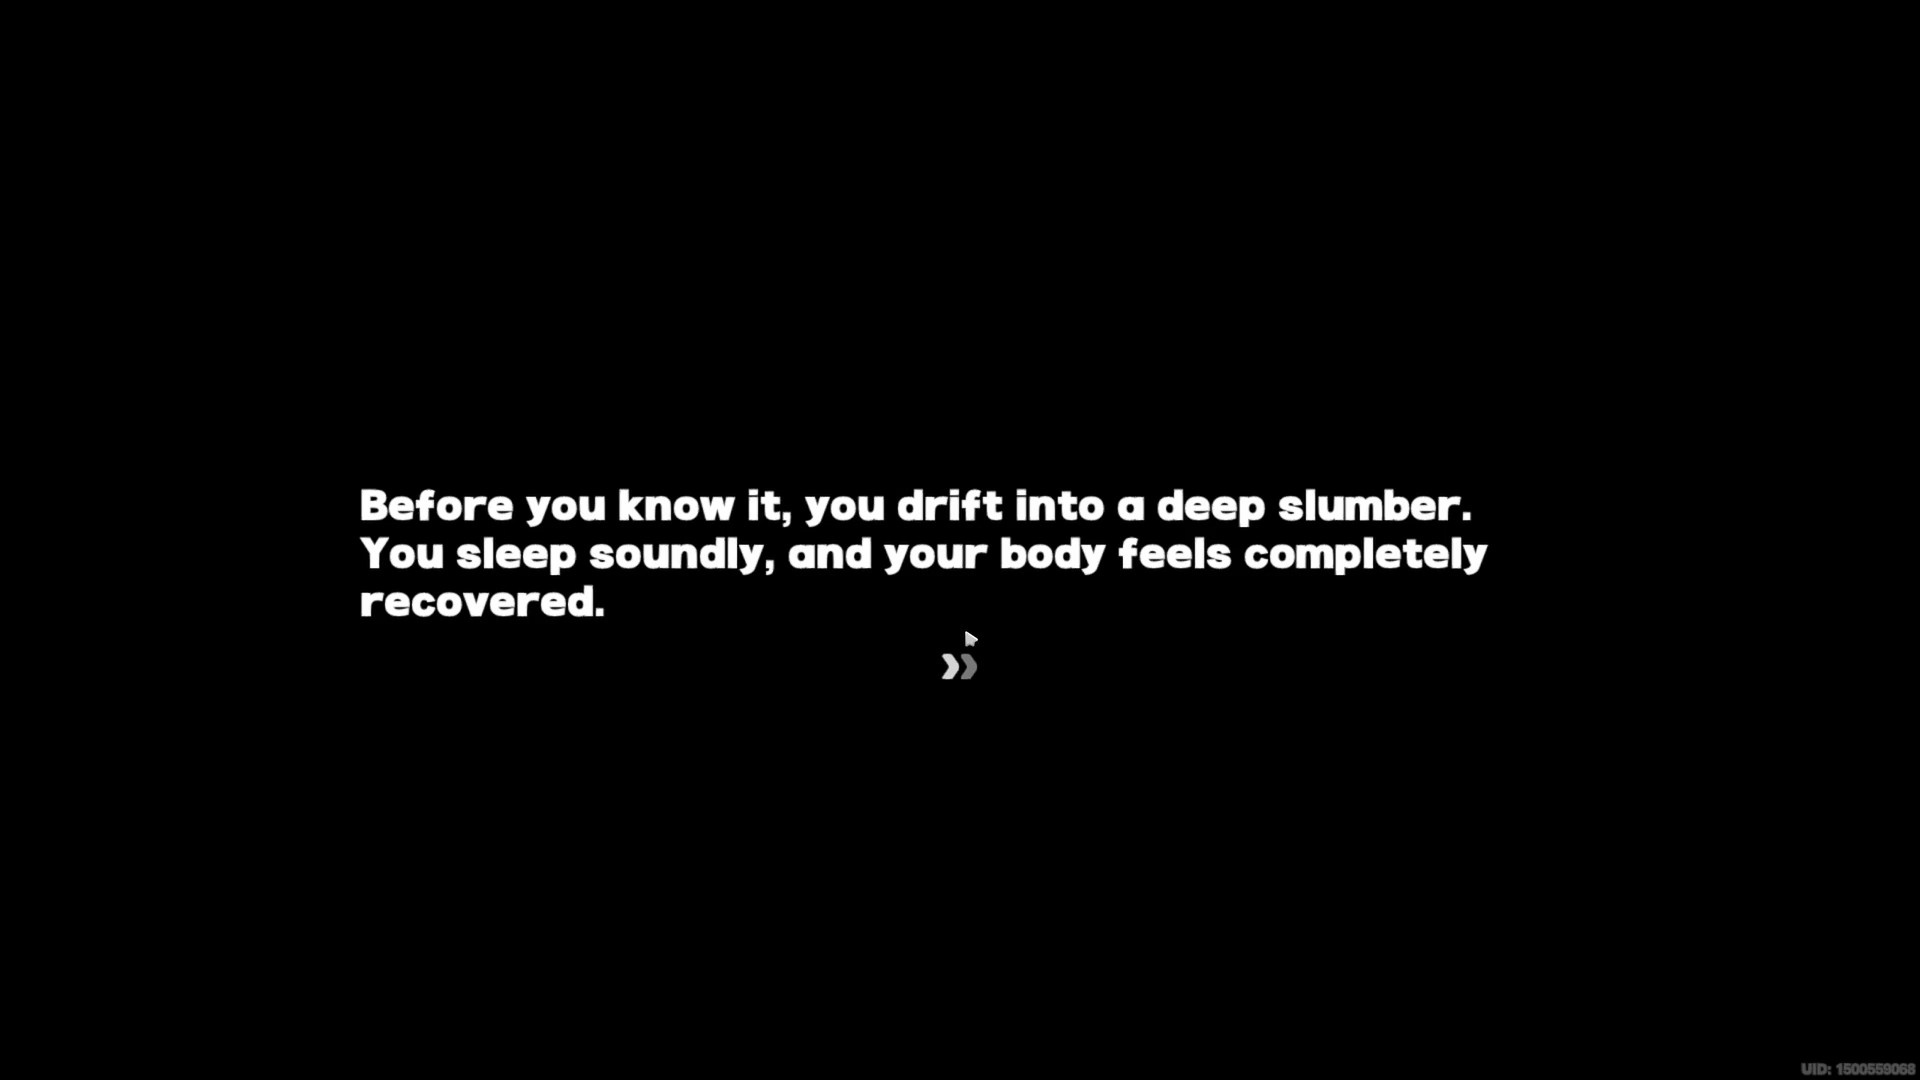 Before you know it, you drift into a deep slumber.
You sleep soundly, and your body feels completely
recovered.
UID: 1500559068